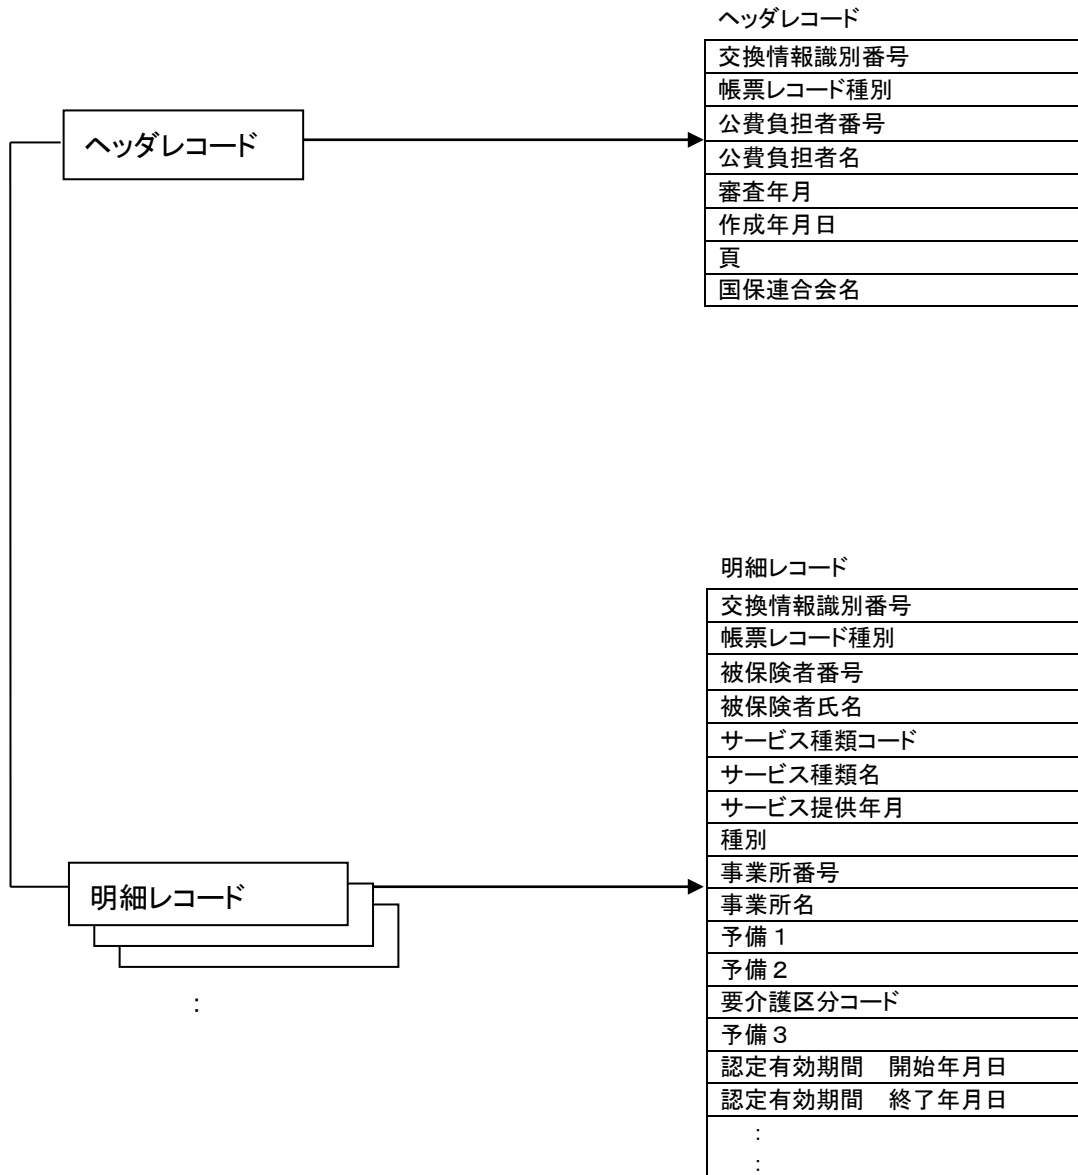 ヘッダレコード
交換情報識別番号
帳票レコード種別
ヘッダレコード
公費負担者番号
公費負担者名
審査年月
作成年月日
頁
国保連合会名
明細レコード
交換情報識別番号
帳票レコード種別
被保険者番号
被保険者氏名
サービス種類コード
サービス種類名
サービス提供年月
種別
事業所番号
明細レコード
事業所名
予備１
予備２
:
要介護区分コード
予備３
認定有効期間　開始年月日
認定有効期間　終了年月日
:
: